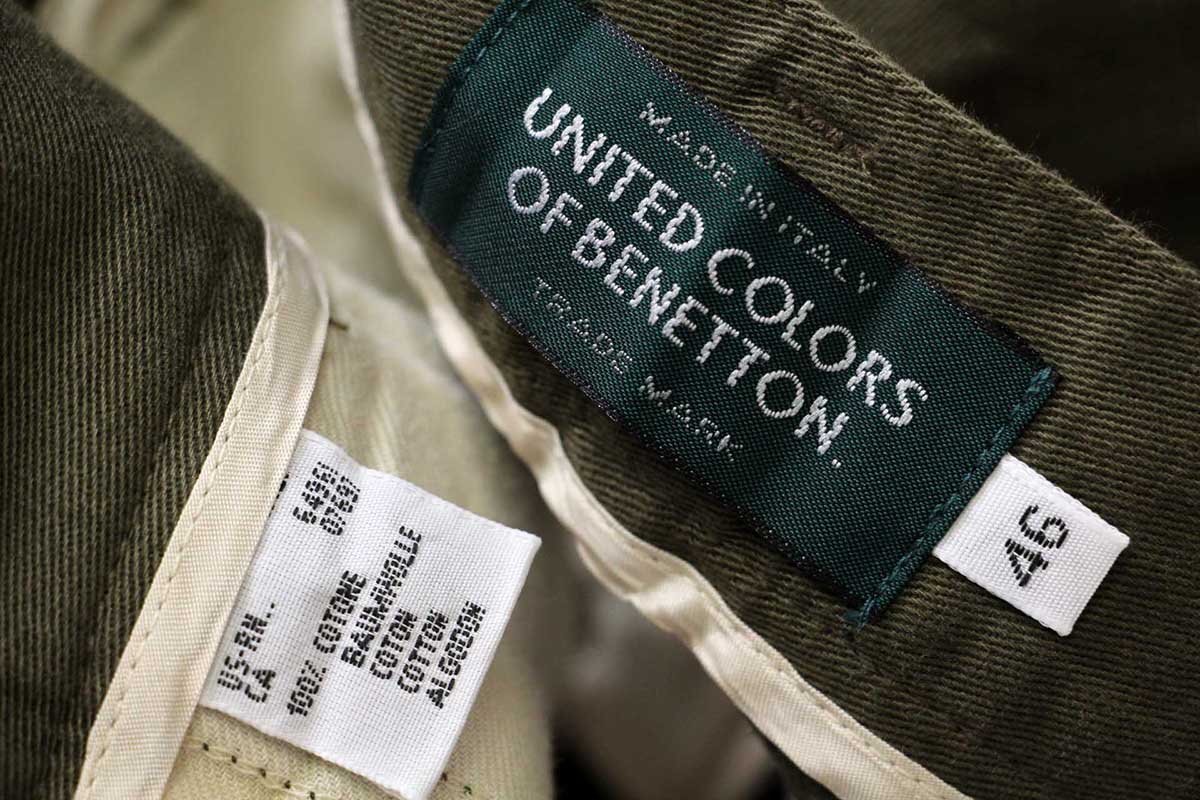 MADE IN ITALY
UNITED COLORS
OF BENETTON.
TRADE MARK
46
US-RN..
CA
100% COTONE
BAUMWOLLE
COTON
COTTON
ALGODON